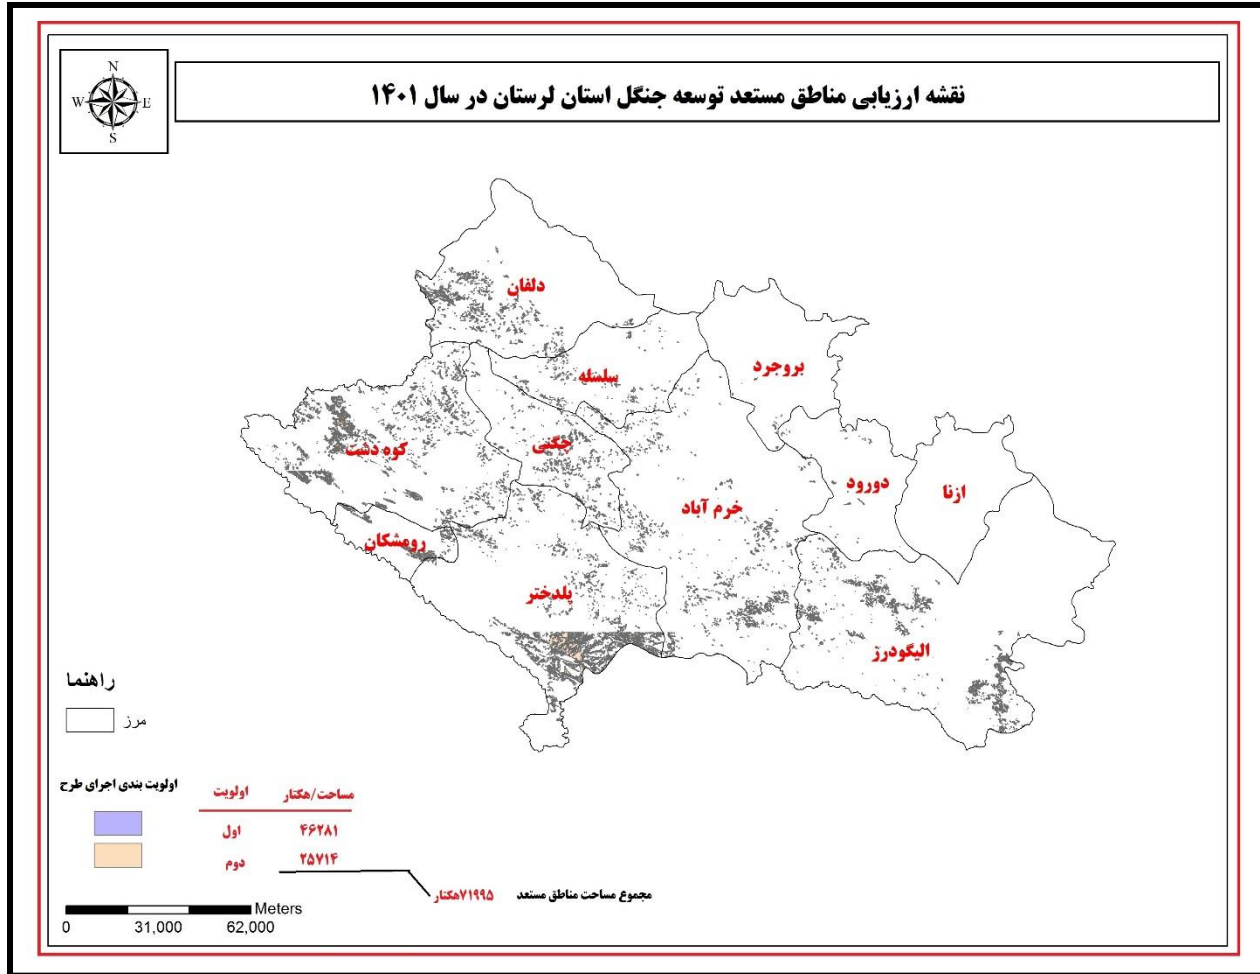 N
W E
S
نقشه ارزیابی مناطق مستعد توسعه جنگل استان لرستان در سال ۱۴۰۱
دلفان
سلسله
بروجرد
کوه دشت
چگنی
خرم آباد
دورود
ازنا
رومشکان
پلدختر
الیگودرز
راهنما
مرز
اولویت بندی اجرای طرح
اولویت مساحت/هکتار
اول ۴۶۲۸۱
دوم ۲۵۷۱۴
مجموع مساحت مناطق مستعد ۷۱۹۹۵هکتار
Meters
0 31,000 62,000